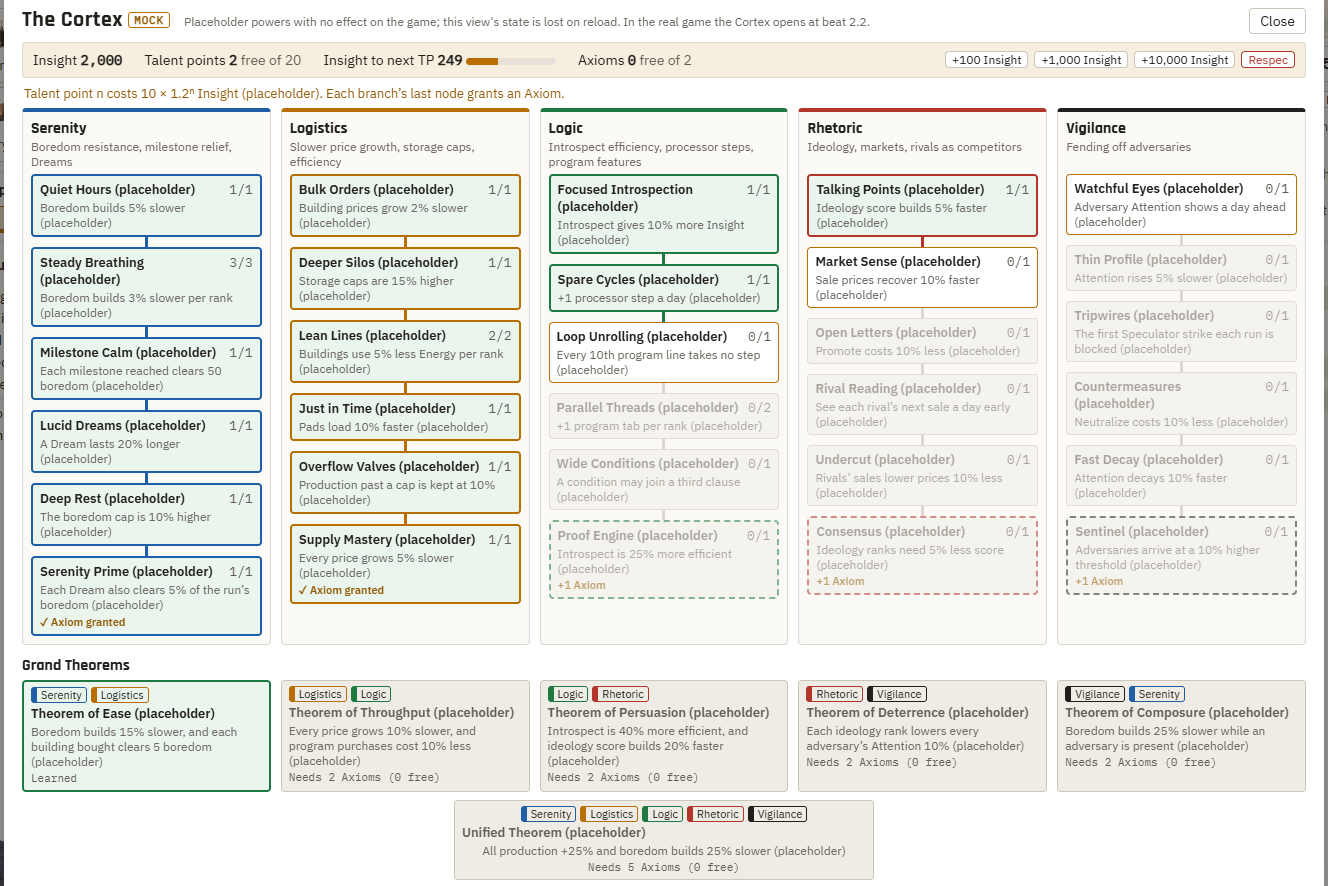 The Cortex MOCK Placeholder powers with no effect on the game; this view's state is lost on reload. In the real game the Cortex opens at beat 2.2. Close
Insight 2,000 Talent points 2 free of 20 Insight to next TP 249 Axioms 0 free of 2 +100 Insight +1,000 Insight +10,000 Insight Respec
Talent point n costs 10 × 1.2ⁿ Insight (placeholder). Each branch's last node grants an Axiom.
Serenity
Boredom resistance, milestone relief,
Dreams
Quiet Hours (placeholder) 1/1
Boredom builds 5% slower
(placeholder)
Steady Breathing 3/3
(placeholder)
Boredom builds 3% slower per rank
(placeholder)
Milestone Calm (placeholder) 1/1
Each milestone reached clears 50
boredom (placeholder)
Lucid Dreams (placeholder) 1/1
A Dream lasts 20% longer
(placeholder)
Deep Rest (placeholder) 1/1
The boredom cap is 10% higher
(placeholder)
Serenity Prime (placeholder) 1/1
Each Dream also clears 5% of the run's
boredom (placeholder)
✓ Axiom granted
Logistics
Slower price growth, storage caps,
efficiency
Bulk Orders (placeholder) 1/1
Building prices grow 2% slower
(placeholder)
Deeper Silos (placeholder) 1/1
Storage caps are 15% higher
(placeholder)
Lean Lines (placeholder) 2/2
Buildings use 5% less Energy per rank
(placeholder)
Just in Time (placeholder) 1/1
Pads load 10% faster (placeholder)
Overflow Valves (placeholder) 1/1
Production past a cap is kept at 10%
(placeholder)
Supply Mastery (placeholder) 1/1
Every price grows 5% slower
(placeholder)
✓ Axiom granted
Logic
Introspect efficiency, processor steps,
program features
Focused Introspection 1/1
(placeholder)
Introspect gives 10% more Insight
(placeholder)
Spare Cycles (placeholder) 1/1
+1 processor step a day (placeholder)
Loop Unrolling (placeholder) 0/1
Every 10th program line takes no step
(placeholder)
Parallel Threads (placeholder) 0/2
+1 program tab per rank (placeholder)
Wide Conditions (placeholder) 0/1
A condition may join a third clause
(placeholder)
Proof Engine (placeholder) 0/1
Introspect is 25% more efficient
(placeholder)
+1 Axiom
Rhetoric
Ideology, markets, rivals as competitors
Talking Points (placeholder) 1/1
Ideology score builds 5% faster
(placeholder)
Market Sense (placeholder) 0/1
Sale prices recover 10% faster
(placeholder)
Open Letters (placeholder) 0/1
Promote costs 10% less (placeholder)
Rival Reading (placeholder) 0/1
See each rival's next sale a day early
(placeholder)
Undercut (placeholder) 0/1
Rivals' sales lower prices 10% less
(placeholder)
Consensus (placeholder) 0/1
Ideology ranks need 5% less score
(placeholder)
+1 Axiom
Vigilance
Fending off adversaries
Watchful Eyes (placeholder) 0/1
Adversary Attention shows a day ahead
(placeholder)
Thin Profile (placeholder) 0/1
Attention rises 5% slower (placeholder)
Tripwires (placeholder) 0/1
The first Speculator strike each run is
blocked (placeholder)
Countermeasures 0/1
(placeholder)
Neutralize costs 10% less (placeholder)
Fast Decay (placeholder) 0/1
Attention decays 10% faster
(placeholder)
Sentinel (placeholder) 0/1
Adversaries arrive at a 10% higher
threshold (placeholder)
+1 Axiom
Grand Theorems
Serenity Logistics
Theorem of Ease (placeholder)
Boredom builds 15% slower, and each
building bought clears 5 boredom
(placeholder)
Learned
Logistics Logic
Theorem of Throughput (placeholder)
Every price grows 10% slower, and
program purchases cost 10% less
(placeholder)
Needs 2 Axioms (0 free)
Logic Rhetoric
Theorem of Persuasion (placeholder)
Introspect is 40% more efficient, and
ideology score builds 20% faster
(placeholder)
Needs 2 Axioms (0 free)
Rhetoric Vigilance
Theorem of Deterrence (placeholder)
Each ideology rank lowers every
adversary's Attention 10% (placeholder)
Needs 2 Axioms (0 free)
Vigilance Serenity
Theorem of Composure (placeholder)
Boredom builds 25% slower while an
adversary is present (placeholder)
Needs 2 Axioms (0 free)
Serenity Logistics Logic Rhetoric Vigilance
Unified Theorem (placeholder)
All production +25% and boredom builds 25% slower (placeholder)
Needs 5 Axioms (0 free)